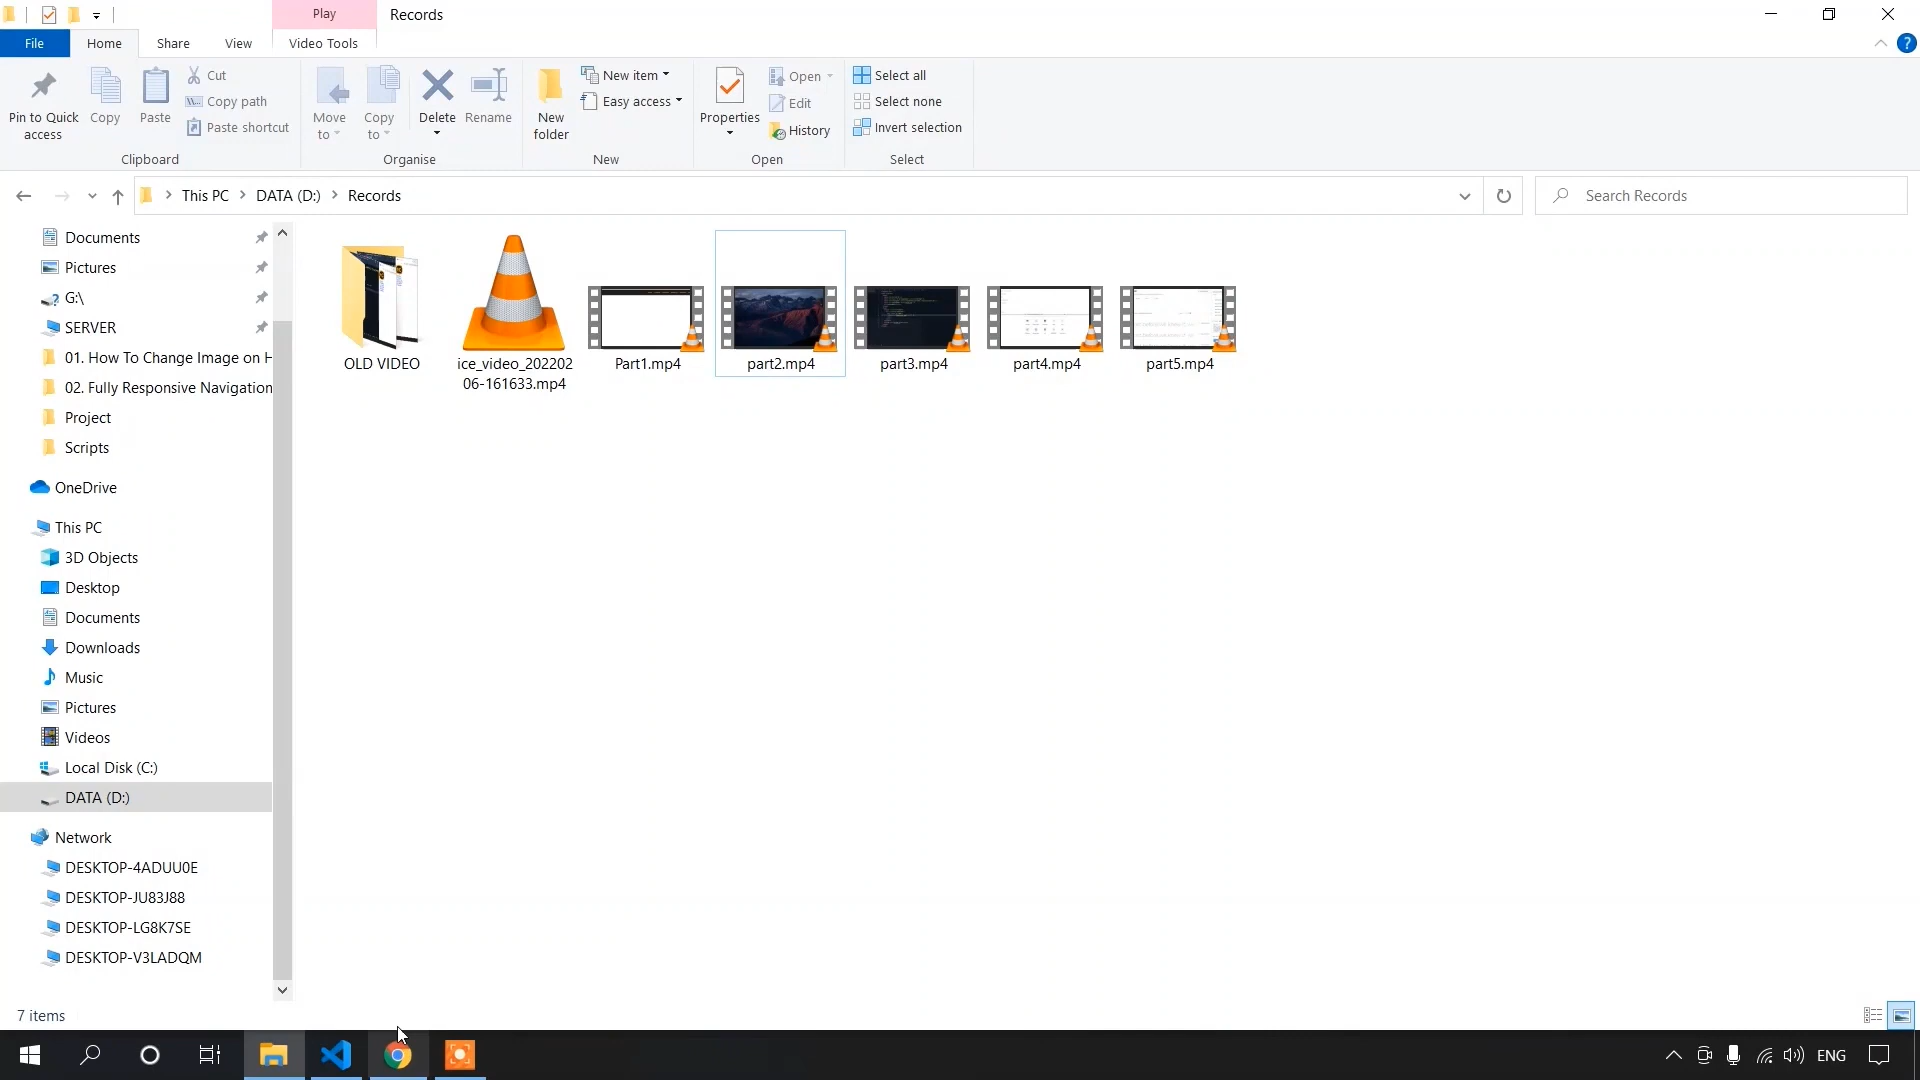 Play
Records
File
Home
Share
View
Video Tools
Pin to Quick
access
Copy
Paste
Cut
Copy path
Paste shortcut
Clipboard
Move
to
Copy
to
Delete
Rename
Organise
New
folder
New item
Easy access
New
Properties
Open
Edit
History
Open
Select all
Select none
Invert selection
Select
This PC
DATA (D:)
Records
Search Records
Documents
Pictures
G:\
SERVER
01. How To Change Image on H
02. Fully Responsive Navigation
Project
Scripts
OneDrive
This PC
3D Objects
Desktop
Documents
Downloads
Music
Pictures
Videos
Local Disk (C:)
DATA (D:)
Network
DESKTOP-4ADUU0E
DESKTOP-JU83J88
DESKTOP-LG8K7SE
DESKTOP-V3LADQM
OLD VIDEO
ice_video_202202
06-161633.mp4
Part1.mp4
part2.mp4
part3.mp4
part4.mp4
part5.mp4
7 items
ENG